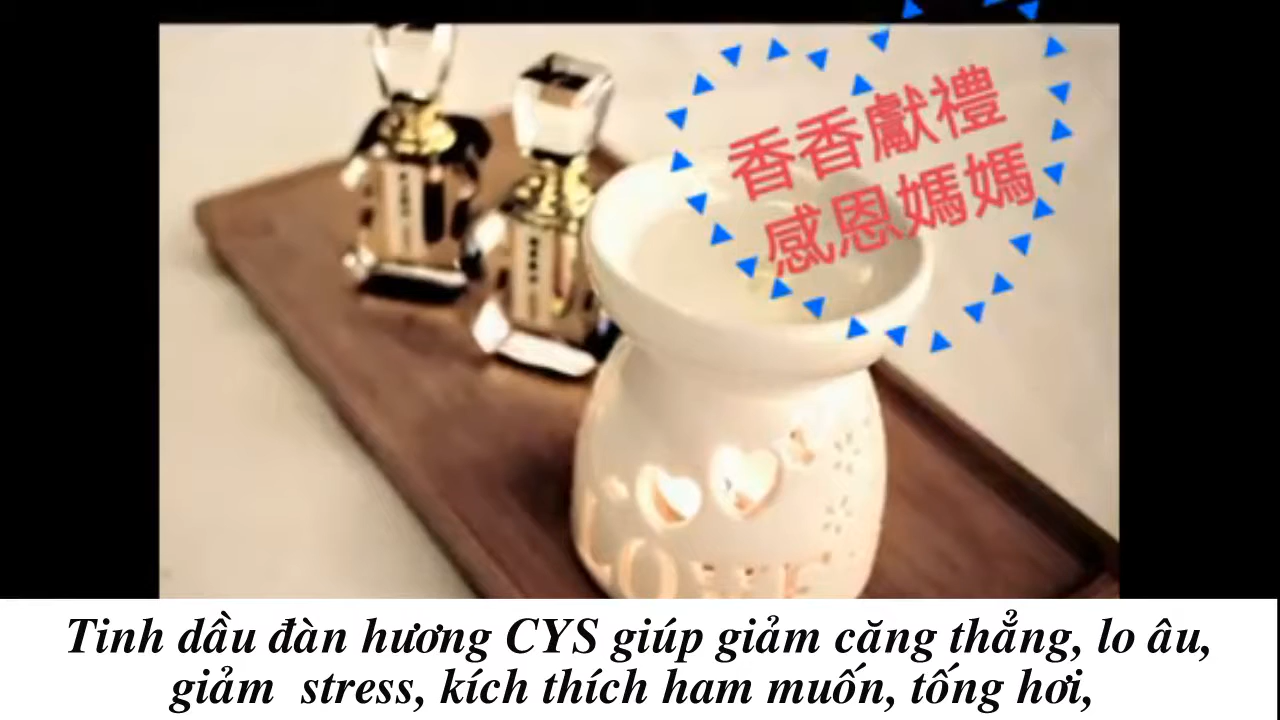 香香獻禮
感恩媽媽
Tinh dầu đàn hương CYS giúp giảm căng thẳng, lo âu,
giảm  stress, kích thích ham muốn, tống hơi,